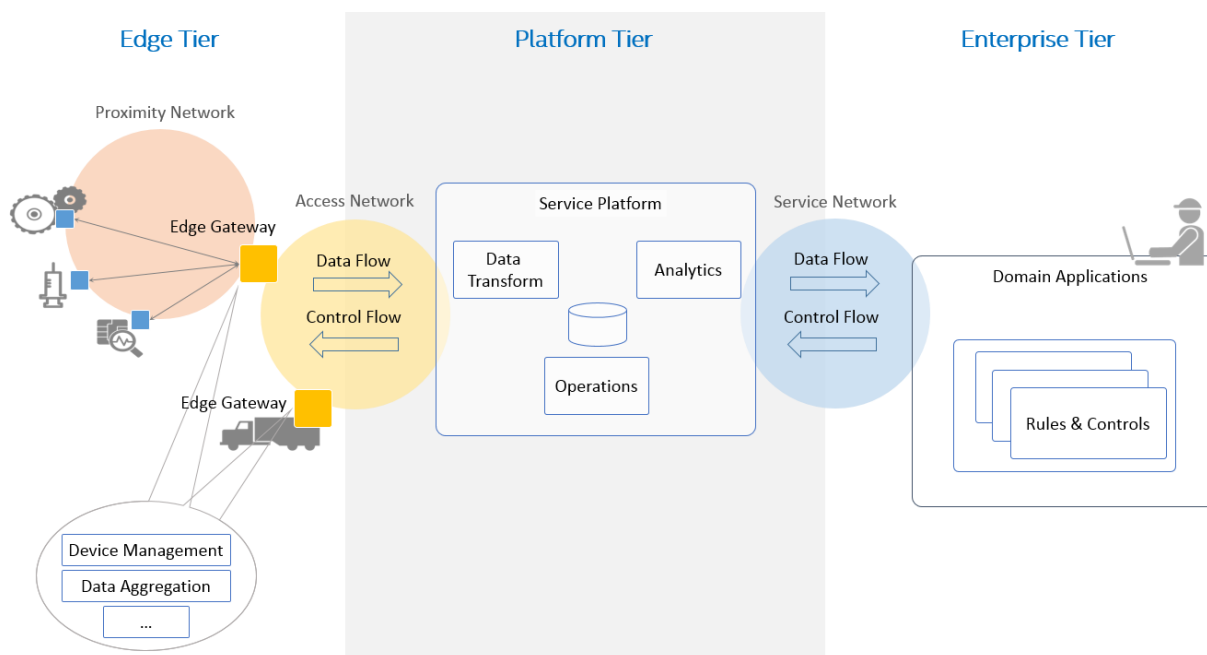 Edge Tier
Platform Tier
Enterprise Tier
Proximity Network
Edge Gateway
Access Network
Data Flow
Control Flow
Edge Gateway
Device Management
Data Aggregation
...
Service Platform
Data
Transform
Analytics
Operations
Service Network
Data Flow
Control Flow
Domain Applications
Rules & Controls